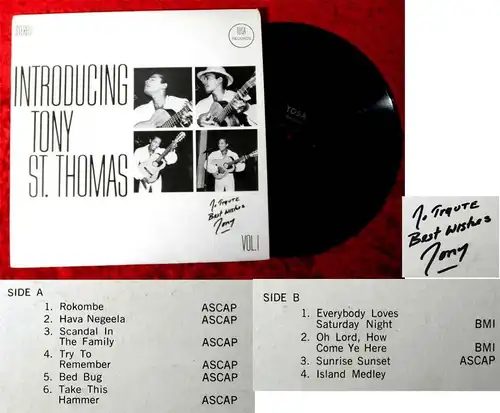 STEREO
TOSA
RECORDS
INTRODUCING
TONY
ST. THOMAS
To Traute
Best Wishes
Tony
VOL. 1
TOSA
To Traute
Best Wishes
Tony
SIDE A
1. Rokombe ASCAP
2. Hava Negeela ASCAP
3. Scandal In
The Family ASCAP
4. Try To
Remember ASCAP
5. Bed Bug ASCAP
6. Take This
Hammer ASCAP
SIDE B
1. Everybody Loves
Saturday Night BMI
2. Oh Lord, How
Come Ye Here BMI
3. Sunrise Sunset ASCAP
4. Island Medley